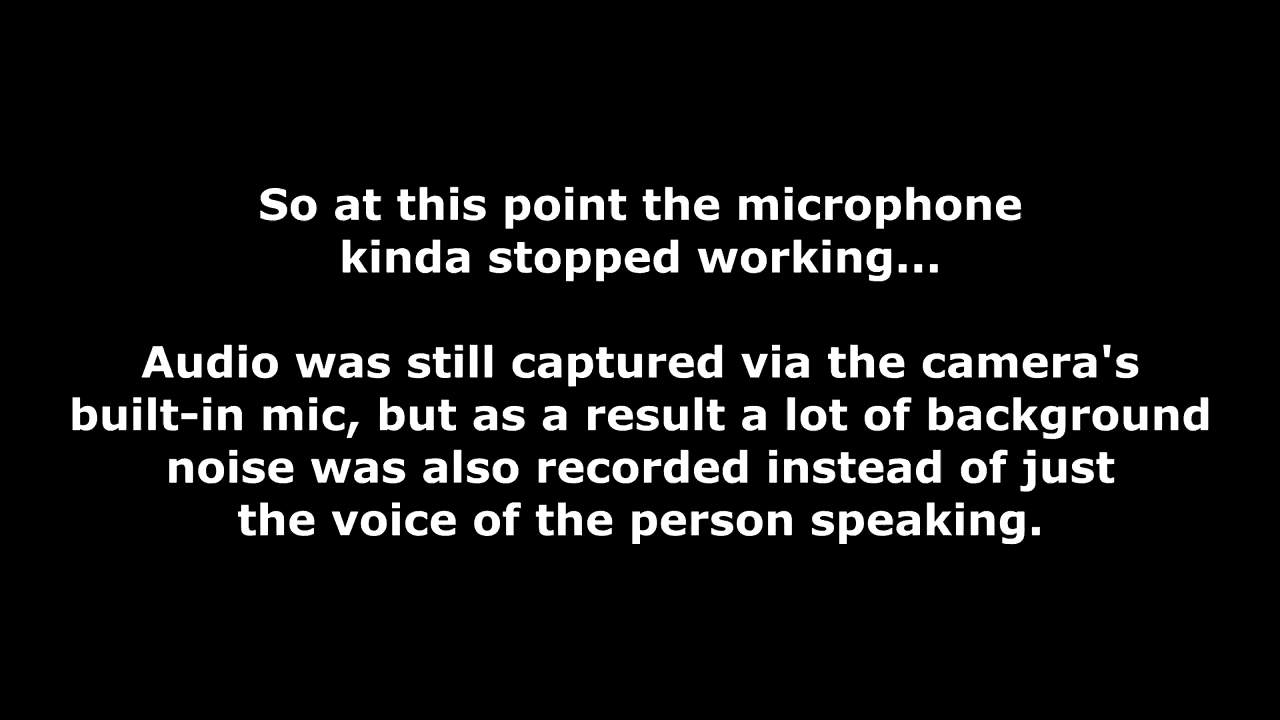 So at this point the microphone
kinda stopped working...
Audio was still captured via the camera's
built-in mic, but as a result a lot of background
noise was also recorded instead of just
the voice of the person speaking.